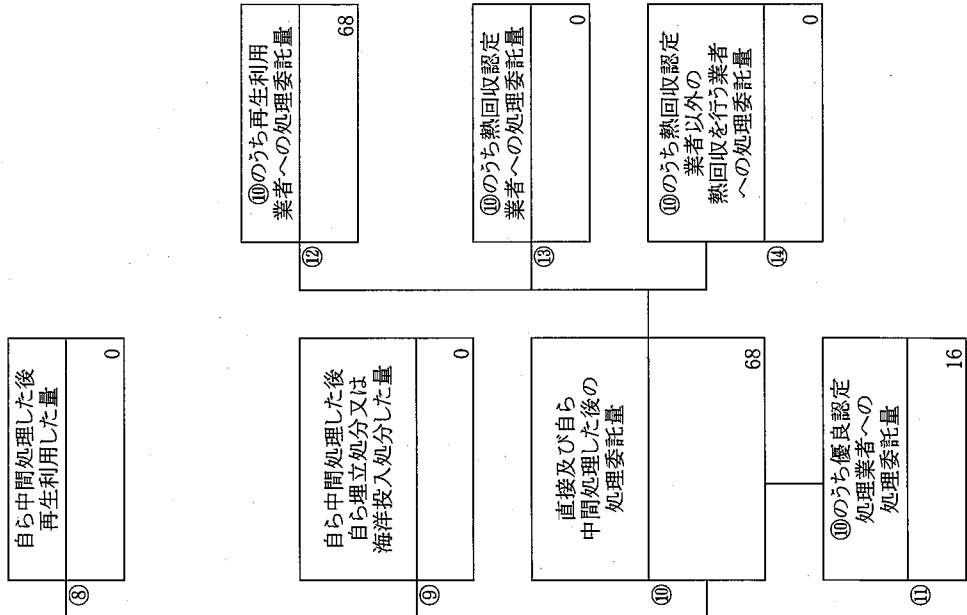 ⑧
自ら中間処理した後
再生利用した量
0
⑨
自ら中間処理した後
自ら埋立処分又は
海洋投入処分した量
0
⑩
直接及び自ら
中間処理した後の
処理委託量
68
⑪
⑩のうち優良認定
処理業者への
処理委託量
16
⑫
⑩のうち再生利用
業者への処理委託量
68
⑬
⑩のうち熱回収認定
業者への処理委託量
0
⑭
⑩のうち熱回収認定
業者以外の
熱回収を行う業者
への処理委託量
0